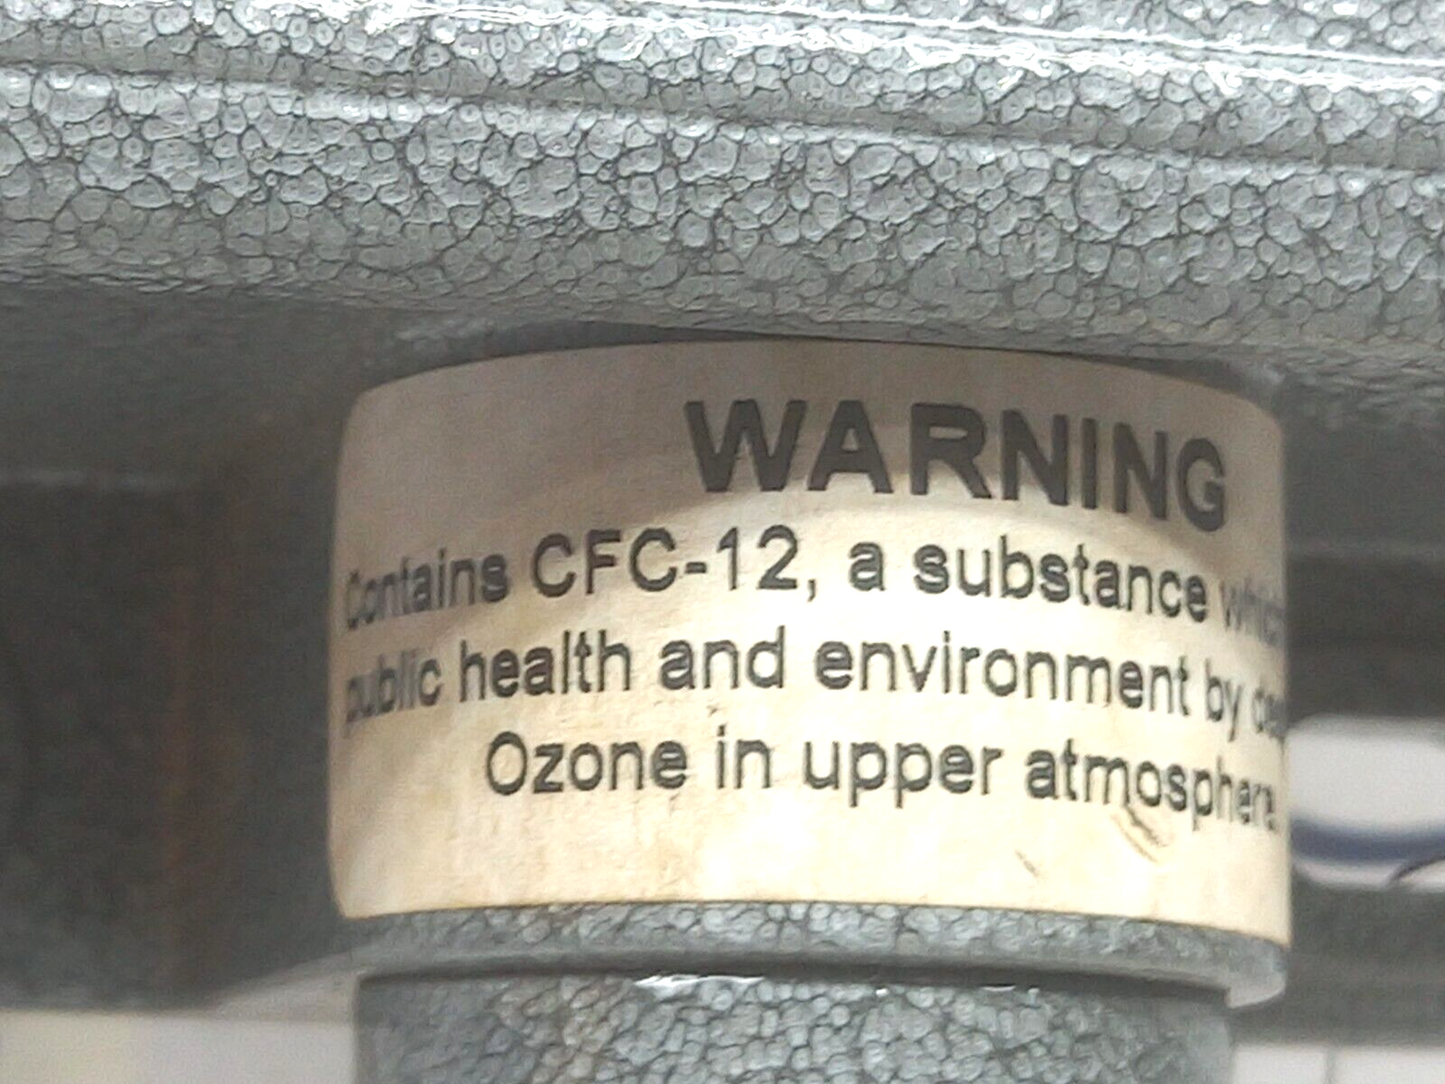 WARNING
Contains CFC-12, a substance
public health and environment by
Ozone in upper atmosphere.